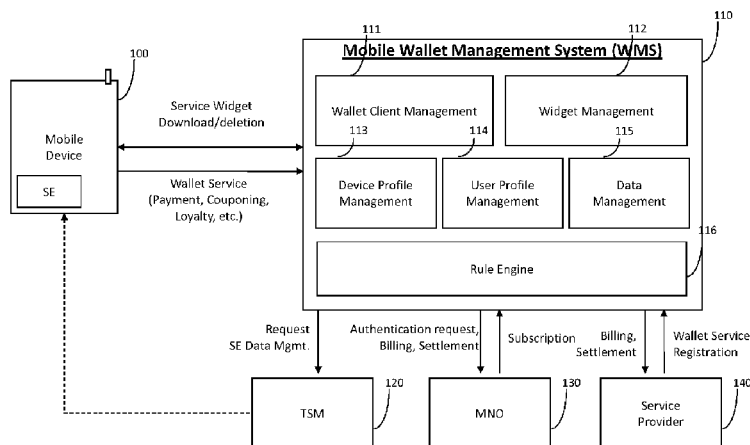 110
Mobile Wallet Management System (WMS)
111
112
100
Wallet Client Management
Widget Management
Service Widget
Download/deletion
Mobile
Device
SE
113
114
115
Wallet Service
(Payment, Couponing,
Loyalty, etc.)
Device Profile
Management
User Profile
Management
Data
Management
116
Rule Engine
Request
SE Data Mgmt.
Authentication request,
Billing, Settlement
Subscription
Billing,
Settlement
Wallet Service
Registration
120
130
140
TSM
MNO
Service
Provider